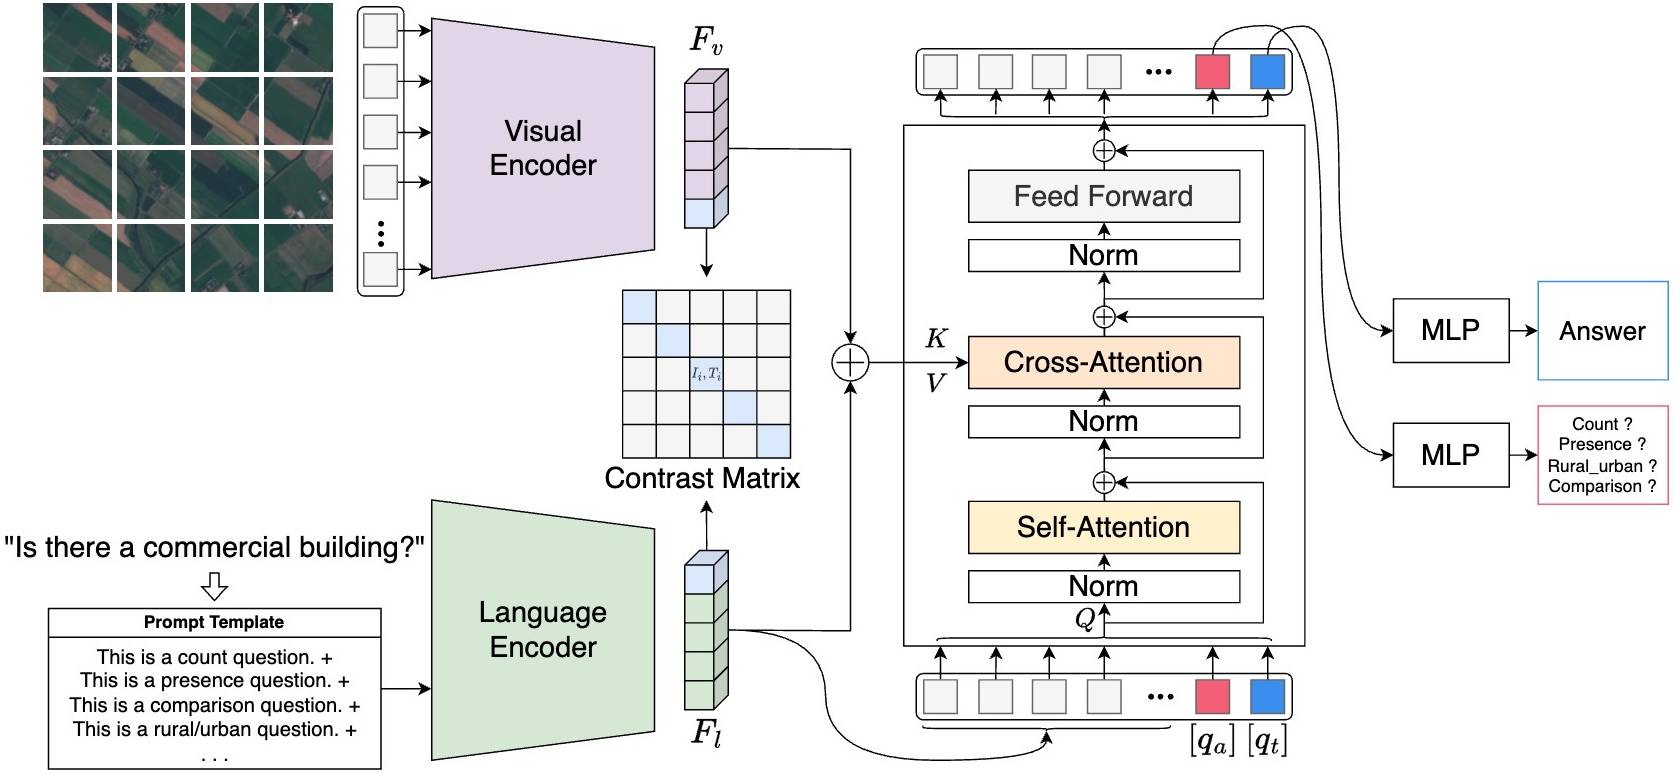 Visual
Encoder
F_v
I_i, T_i
Contrast Matrix
"Is there a commercial building?"
Prompt Template
This is a count question. +
This is a presence question. +
This is a comparison question. +
This is a rural/urban question. +
. . .
Language
Encoder
F_l
Feed Forward
Norm
K
V
Cross-Attention
Norm
Self-Attention
Norm
Q
[q_a] [q_t]
MLP
Answer
MLP
Count ?
Presence ?
Rural_urban ?
Comparison ?